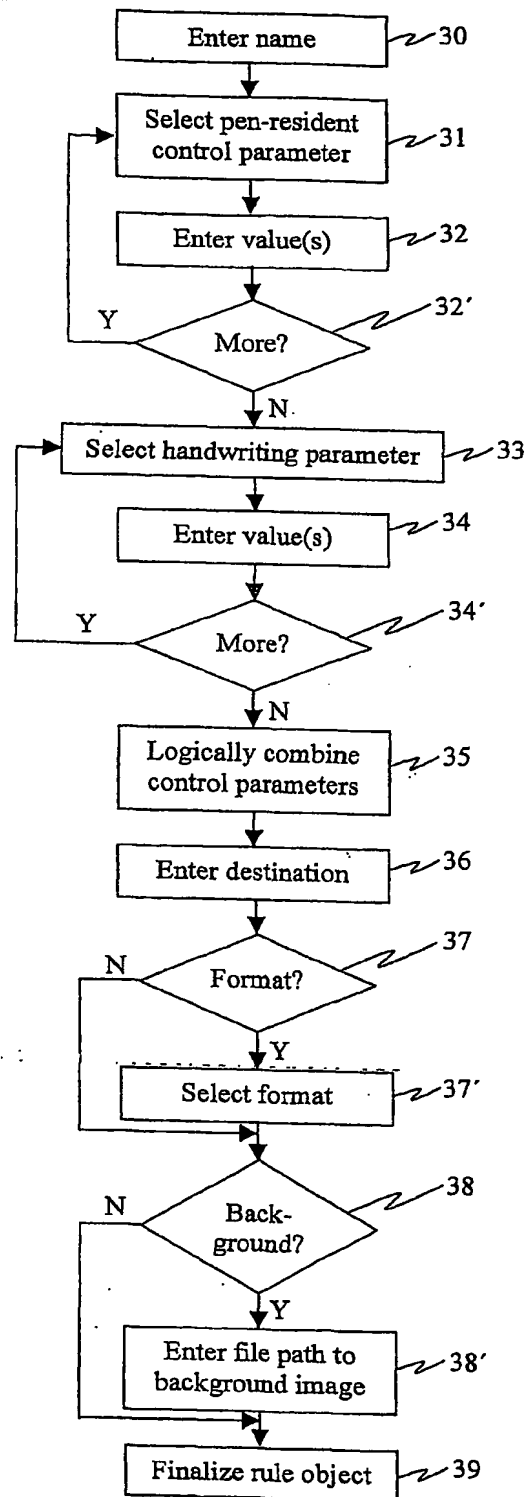 Enter name 30
Select pen-resident
control parameter 31
Enter value(s) 32
32′
Y More?
N
Select handwriting parameter 33
Enter value(s) 34
34′
Y More?
N
Logically combine
control parameters 35
Enter destination 36
37
N Format?
Y
Select format 37′
38
N Back-
ground?
Y
Enter file path to
background image 38′
Finalize rule object 39